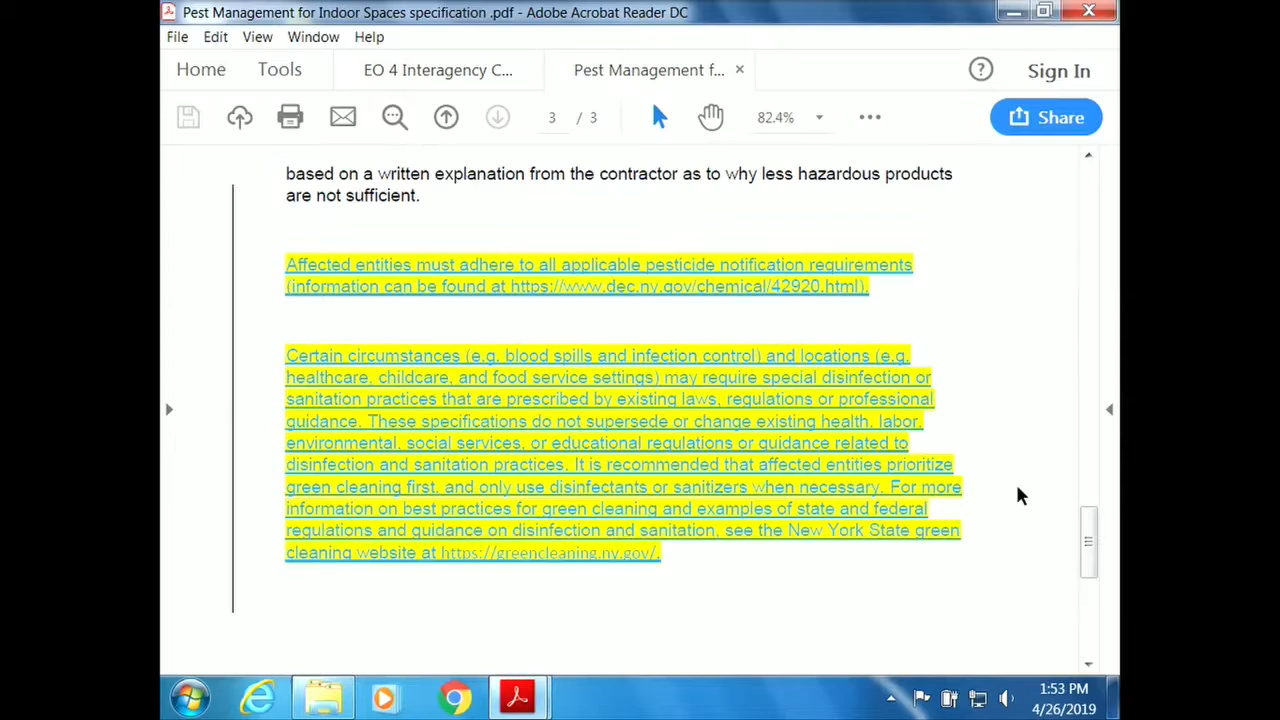 Pest Management for Indoor Spaces specification .pdf - Adobe Acrobat Reader DC
File Edit View Window Help
Home Tools EO 4 Interagency C... Pest Management f... × Sign In
3 / 3 82.4% Share
based on a written explanation from the contractor as to why less hazardous products
are not sufficient.
Affected entities must adhere to all applicable pesticide notification requirements
(information can be found at https://www.dec.ny.gov/chemical/42920.html).
Certain circumstances (e.g. blood spills and infection control) and locations (e.g.
healthcare, childcare, and food service settings) may require special disinfection or
sanitation practices that are prescribed by existing laws, regulations or professional
guidance. These specifications do not supersede or change existing health, labor,
environmental, social services, or educational regulations or guidance related to
disinfection and sanitation practices. It is recommended that affected entities prioritize
green cleaning first, and only use disinfectants or sanitizers when necessary. For more
information on best practices for green cleaning and examples of state and federal
regulations and guidance on disinfection and sanitation, see the New York State green
cleaning website at https://greencleaning.ny.gov/.
1:53 PM
4/26/2019